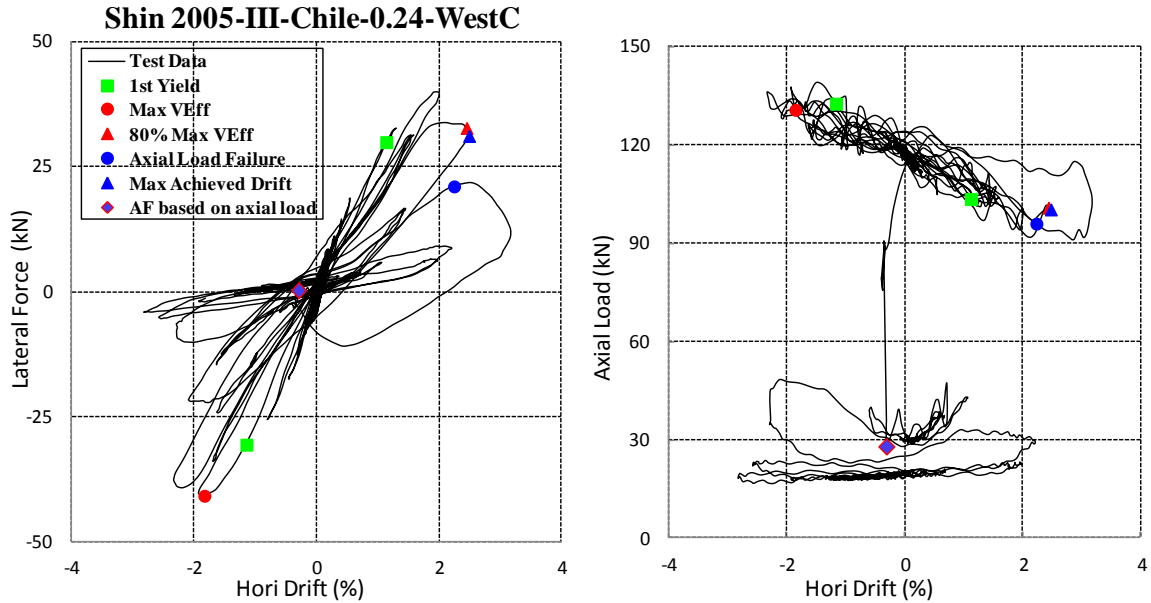 Shin 2005-III-Chile-0.24-WestC
50
25
0
-25
-50
-4
-2
0
2
4
Lateral Force (kN)
Hori Drift (%)
Test Data
1st Yield
Max VEff
80% Max VEff
Axial Load Failure
Max Achieved Drift
AF based on axial load
150
120
90
60
30
0
-4
-2
0
2
4
Axial Load (kN)
Hori Drift (%)